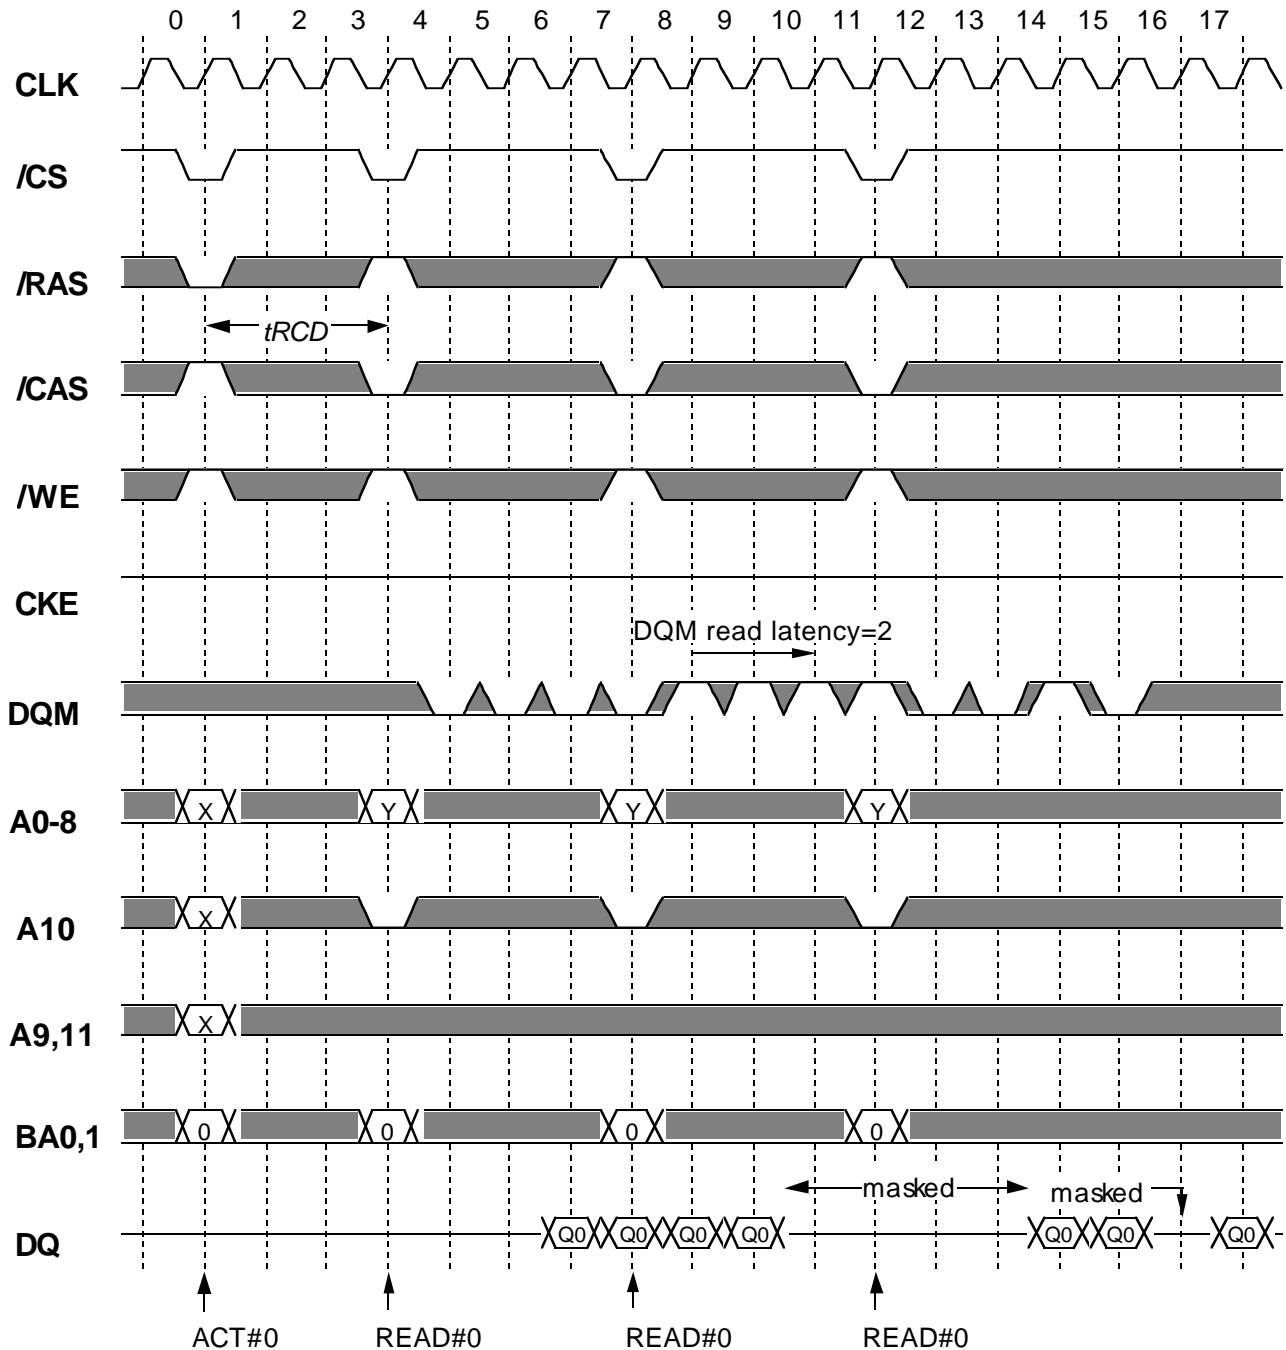 0 1 2 3 4 5 6 7 8 9 10 11 12 13 14 15 16 17
CLK
/CS
/RAS
tRCD
/CAS
/WE
CKE
DQM read latency=2
DQM
A0-8 X Y Y Y
A10 X
A9,11 X
BA0,1 0 0 0 0
masked masked
DQ Q0 Q0 Q0 Q0 Q0 Q0 Q0
ACT#0 READ#0 READ#0 READ#0